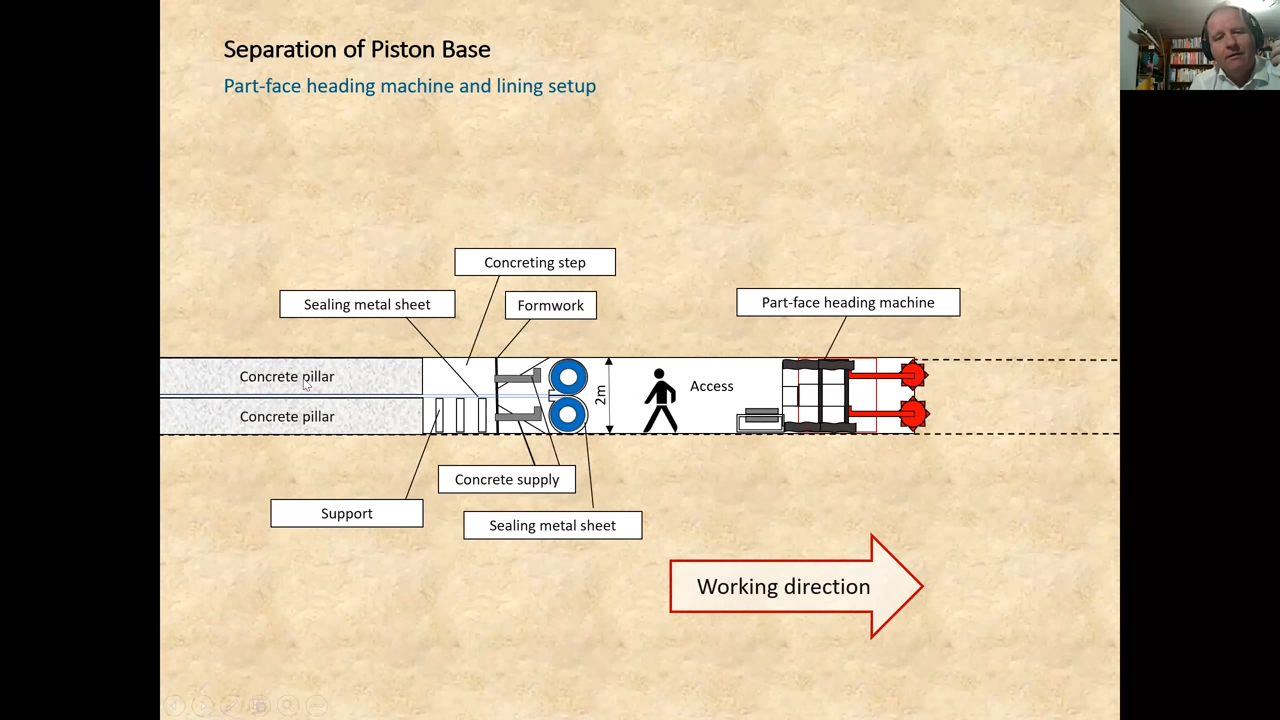 Separation of Piston Base
Part-face heading machine and lining setup
Concreting step
Sealing metal sheet
Formwork
Part-face heading machine
Concrete pillar
Access
2m
Concrete pillar
Concrete supply
Support
Sealing metal sheet
Working direction